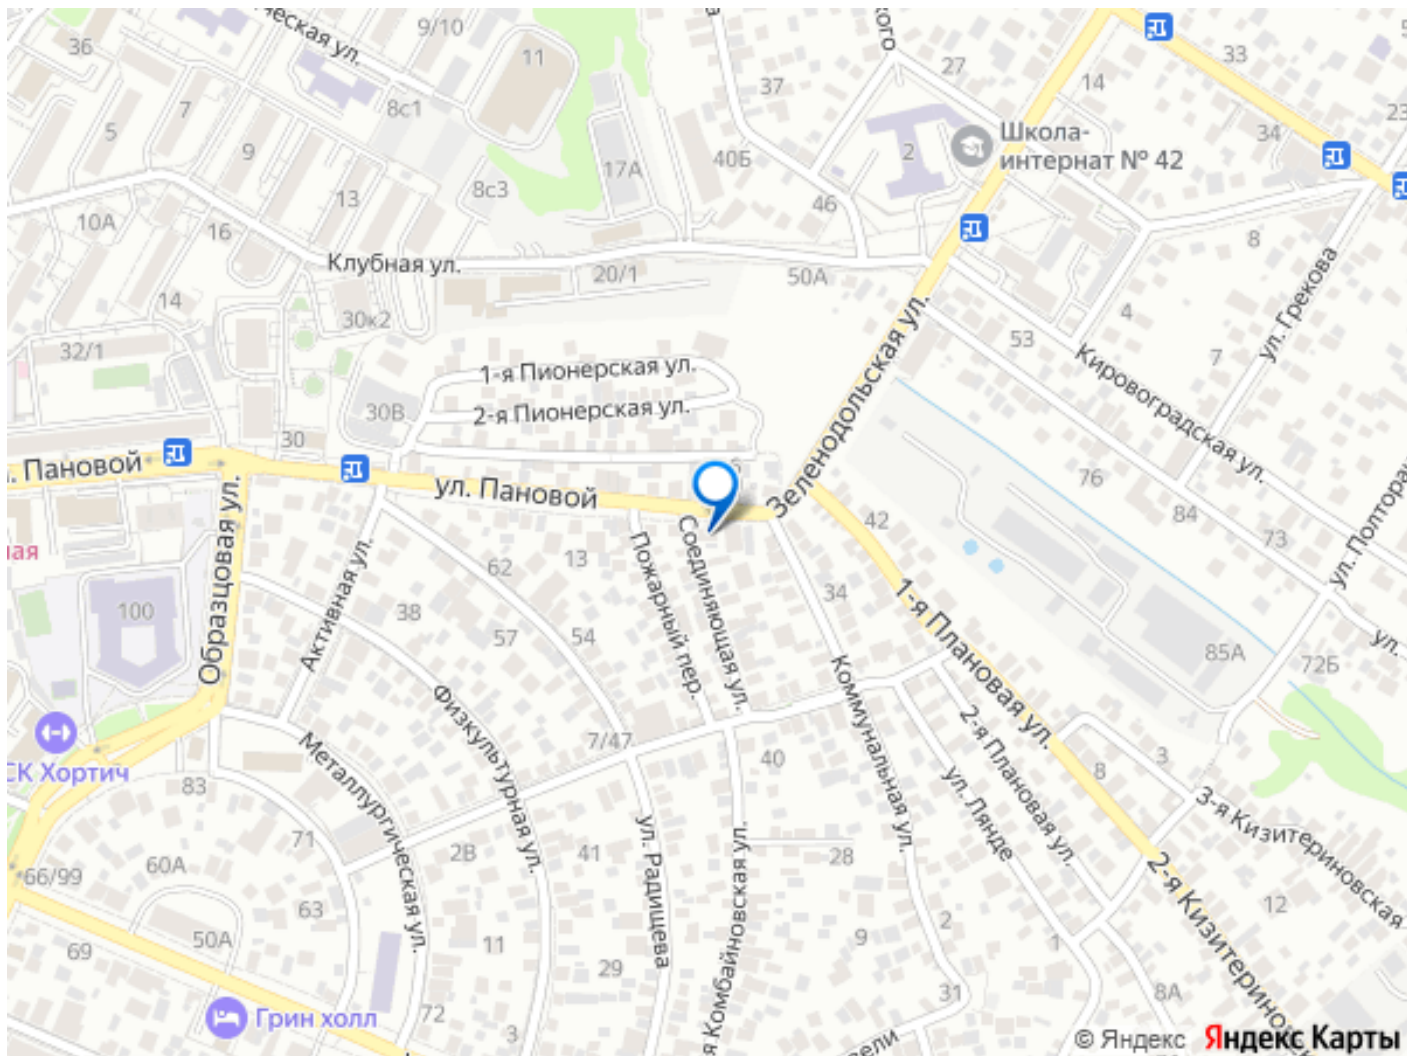 ческая ул.
9/10
11
36
8с1
7
5
9
13
8с3
10А
16
14
17А
40Б
37
кого
27
14
33
2
Школа-
интернат № 42
34
23
46
8
Клубная ул.
20/1
50А
30к2
32/1
4
53
7
ул. Грекова
1-я Пионерская ул.
2-я Пионерская ул.
30В
30
Зеленодольская ул.
Кировоградская ул.
. Пановой
ул. Пановой
76
84
42
73
ул. Полтора
ная
Образцовая ул.
100
Активная ул.
62
13
38
57
54
Пожарный пер.
Соединяющая ул.
34
1-я Плановая ул.
85А
72Б
ул.
СК Хортич
Металлургическая ул.
Физкультурная ул.
7/47
40
Коммунальная ул.
2-я Плановая ул.
ул. Лянде
8
3
3-я Кизитериновская
83
71
60А
66/99
2В
41
ул. Радищева
28
2-я Кизитеринов
63
50А
69
11
29
я Комбайновская ул.
2
9
1
12
8А
31
Грин холл
72
3
вели
© Яндекс
Яндекс Карты